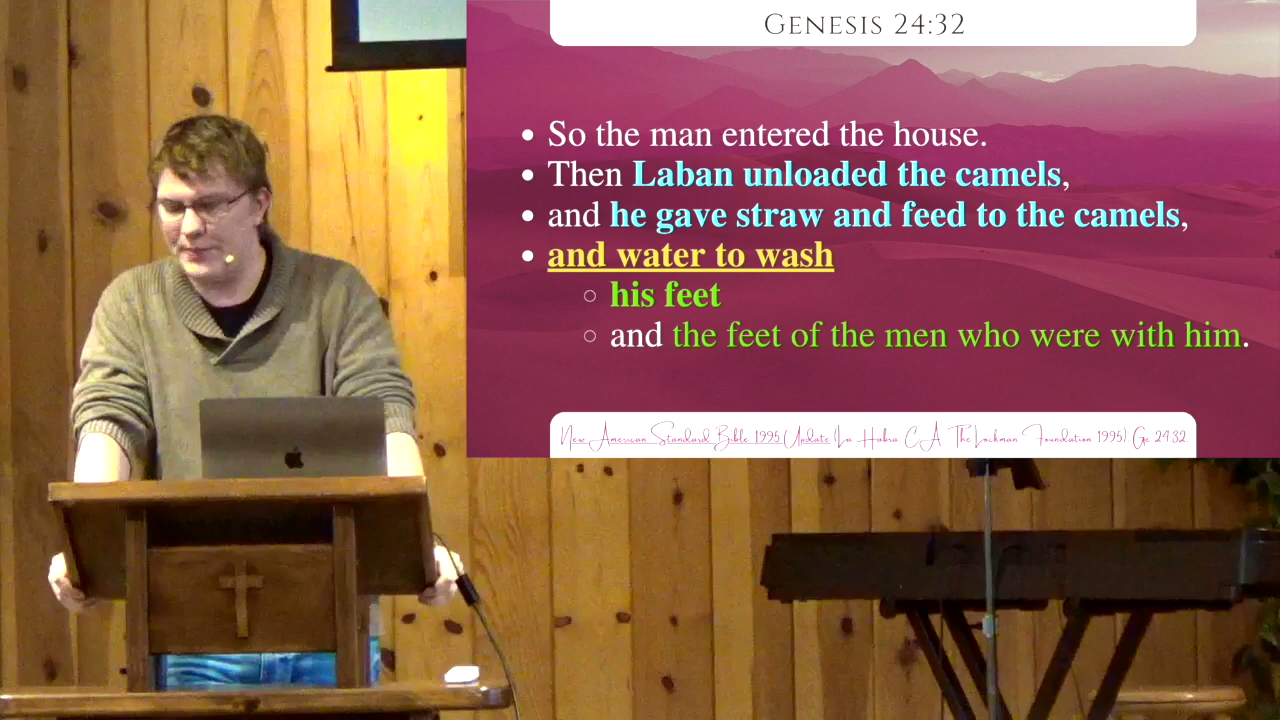 GENESIS 24:32
• So the man entered the house.
• Then Laban unloaded the camels,
• and he gave straw and feed to the camels,
• and water to wash
○ his feet
○ and the feet of the men who were with him.
New American Standard Bible 1995 Update (La Habra CA The Lockman Foundation 1995) Ge 24:32.